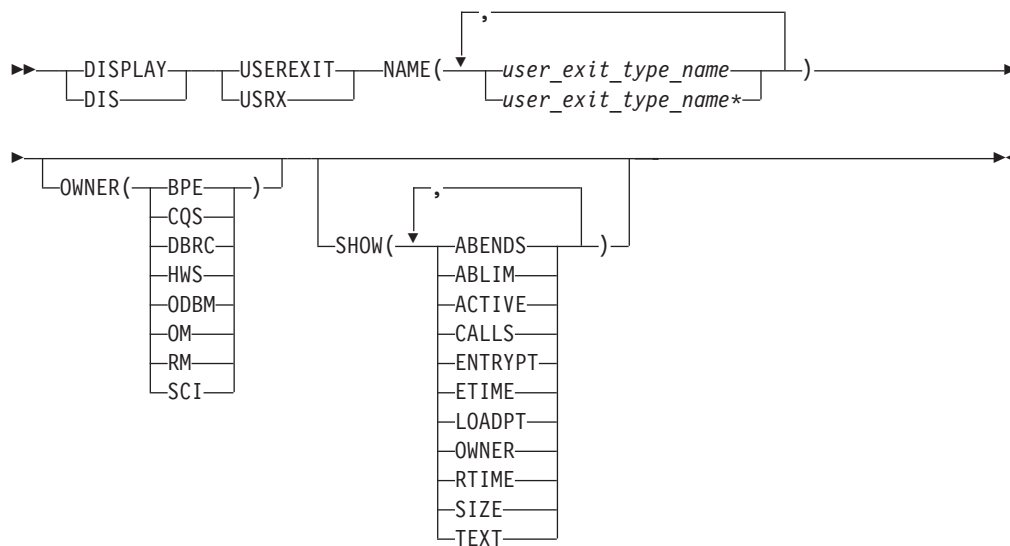 ,
DISPLAY USEREXIT NAME( user_exit_type_name )
DIS USRX user_exit_type_name*
OWNER( BPE ) ,
CQS
DBRC SHOW( ABENDS )
HWS ABLIM
ODBM ACTIVE
OM CALLS
RM ENTRYPT
SCI ETIME
LOADPT
OWNER
RTIME
SIZE
TEXT